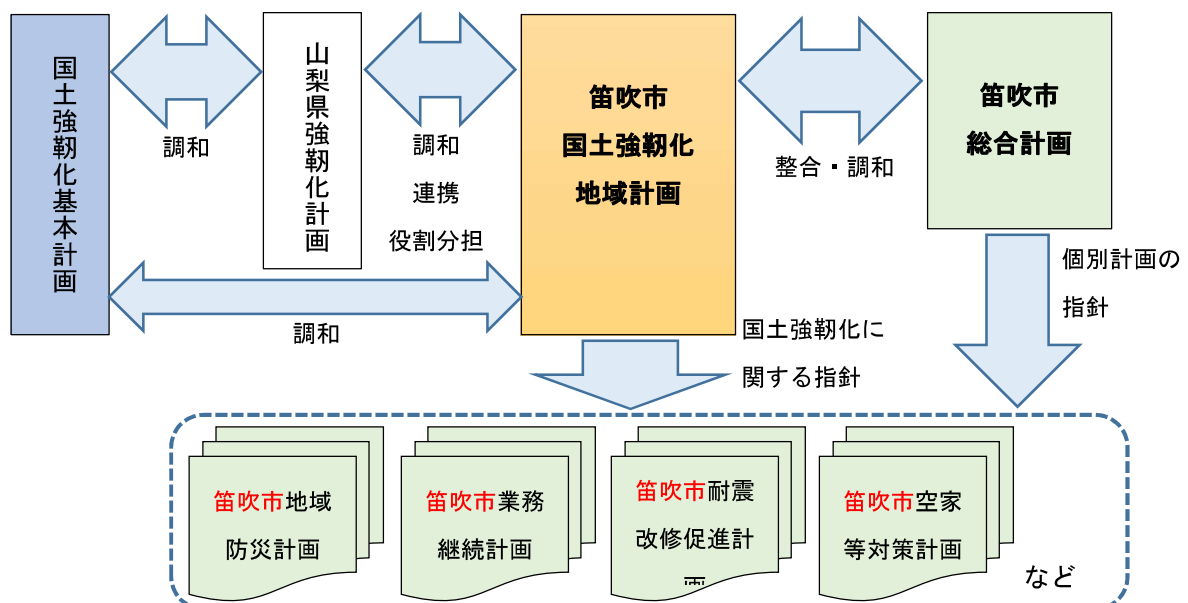 国土強靭化基本計画
調和
山梨県強靭化計画
調和
連携
役割分担
調和
笛吹市
国土強靭化
地域計画
整合・調和
笛吹市
総合計画
国土強靭化に
関する指針
個別計画の
指針
笛吹市地域
防災計画
笛吹市業務
継続計画
笛吹市耐震
改修促進計
画
笛吹市空家
等対策計画
など